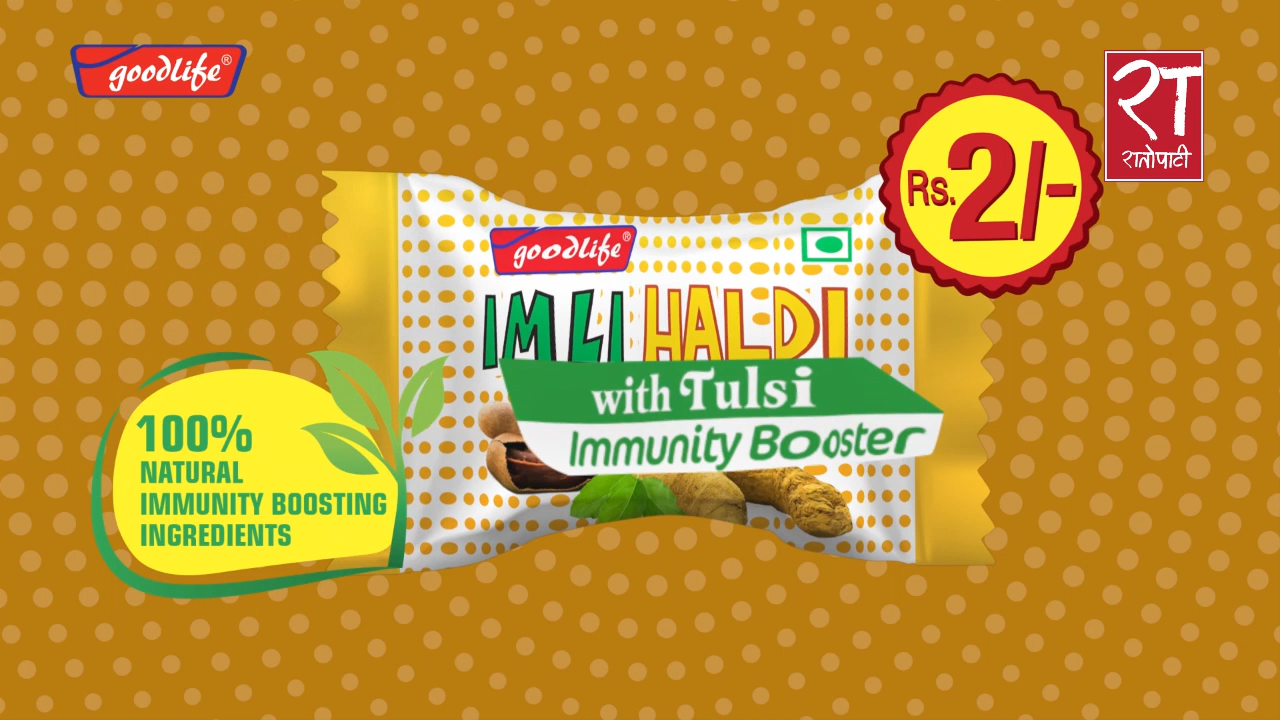 goodlife®
Rs.2/-
रT
रातोपाटी
goodlife®
IMLI HALDI
with Tulsi
Immunity Booster
100%
NATURAL
IMMUNITY BOOSTING
INGREDIENTS